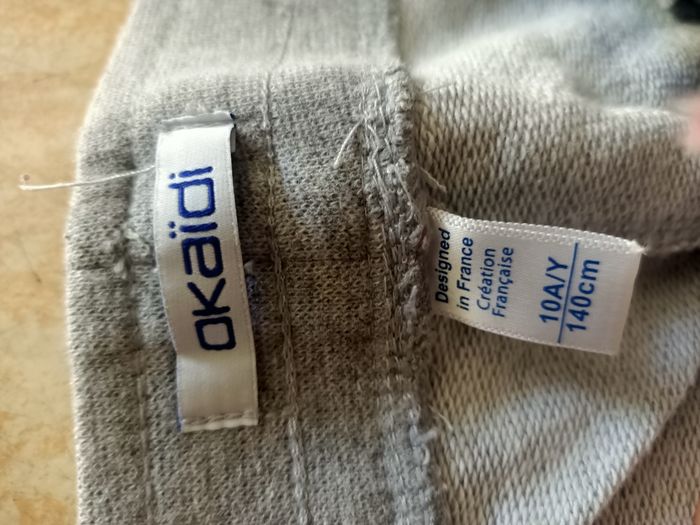 okaïdi
Designed
in France
Création
Française
10A/Y
140cm